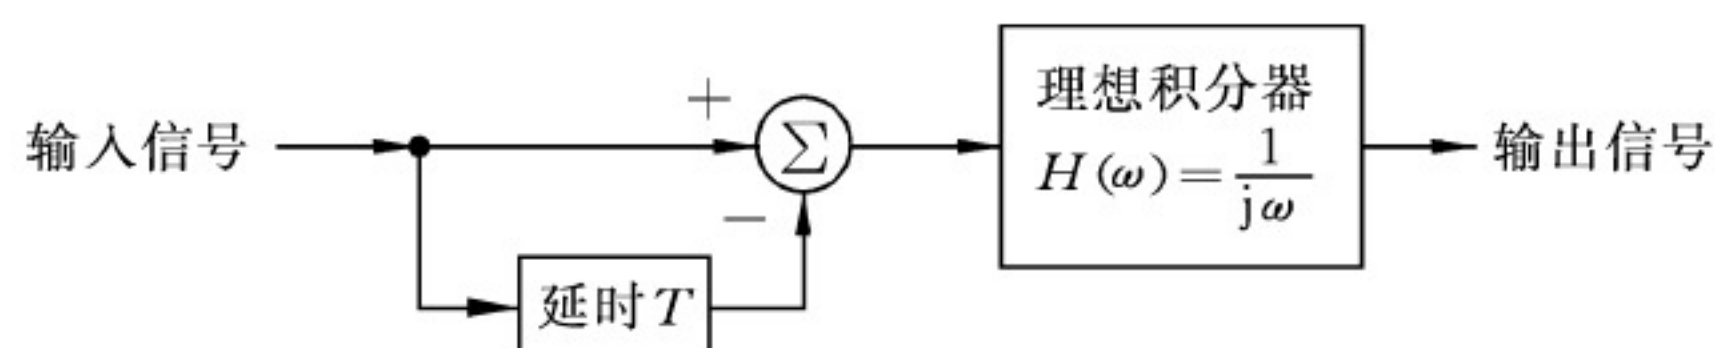 输入信号
+
Σ
−
延时T
理想积分器
H(ω)=1/jω
输出信号